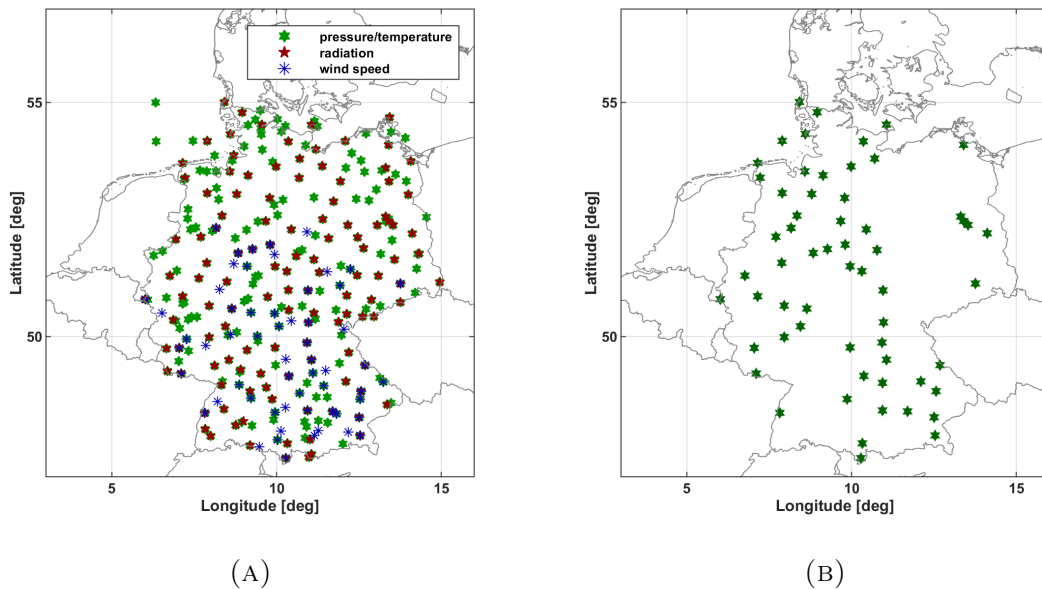 pressure/temperature
radiation
wind speed
55
50
5
10
15
Latitude [deg]
Longitude [deg]
(A)
55
50
5
10
15
Latitude [deg]
Longitude [deg]
(B)